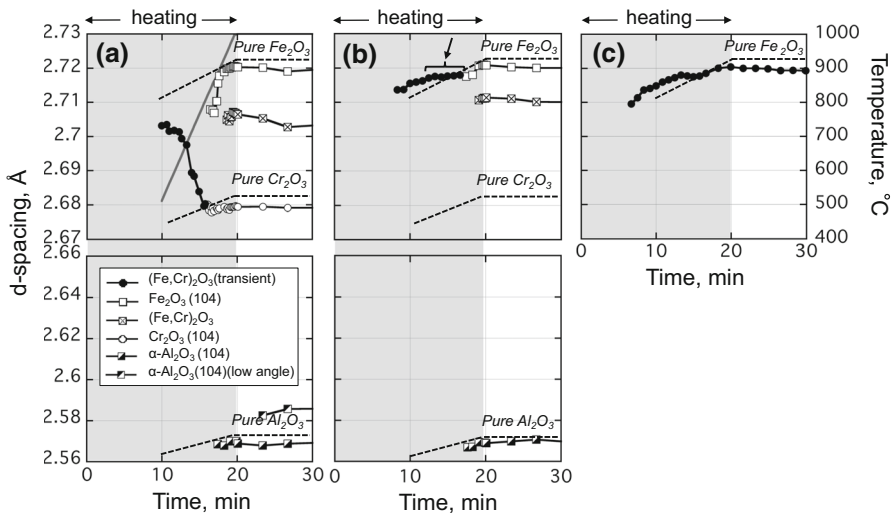 heating
heating
heating
2.73
2.72
2.71
2.7
2.69
2.68
2.67
(a)
Pure Fe₂O₃
Pure Cr₂O₃
(b)
Pure Fe₂O₃
Pure Cr₂O₃
(c)
Pure Fe₂O₃
1000
900
800
700
600
500
400
Temperature, °C
0 10 20 30
Time, min
d-spacing, Å
2.66
2.64
2.62
2.6
2.58
2.56
(Fe,Cr)₂O₃(transient)
Fe₂O₃ (104)
(Fe,Cr)₂O₃
Cr₂O₃ (104)
α-Al₂O₃ (104)
α-Al₂O₃(104)(low angle)
Pure Al₂O₃
Pure Al₂O₃
0 10 20 30
Time, min
0 10 20 30
Time, min